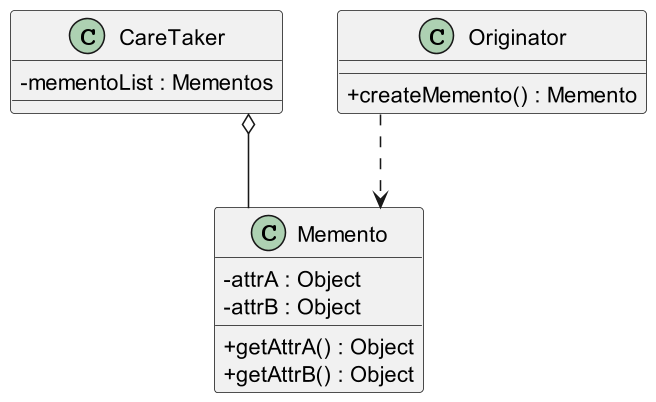 C CareTaker
-mementoList : Mementos
C Originator
+createMemento() : Memento
C Memento
-attrA : Object
-attrB : Object
+getAttrA() : Object
+getAttrB() : Object